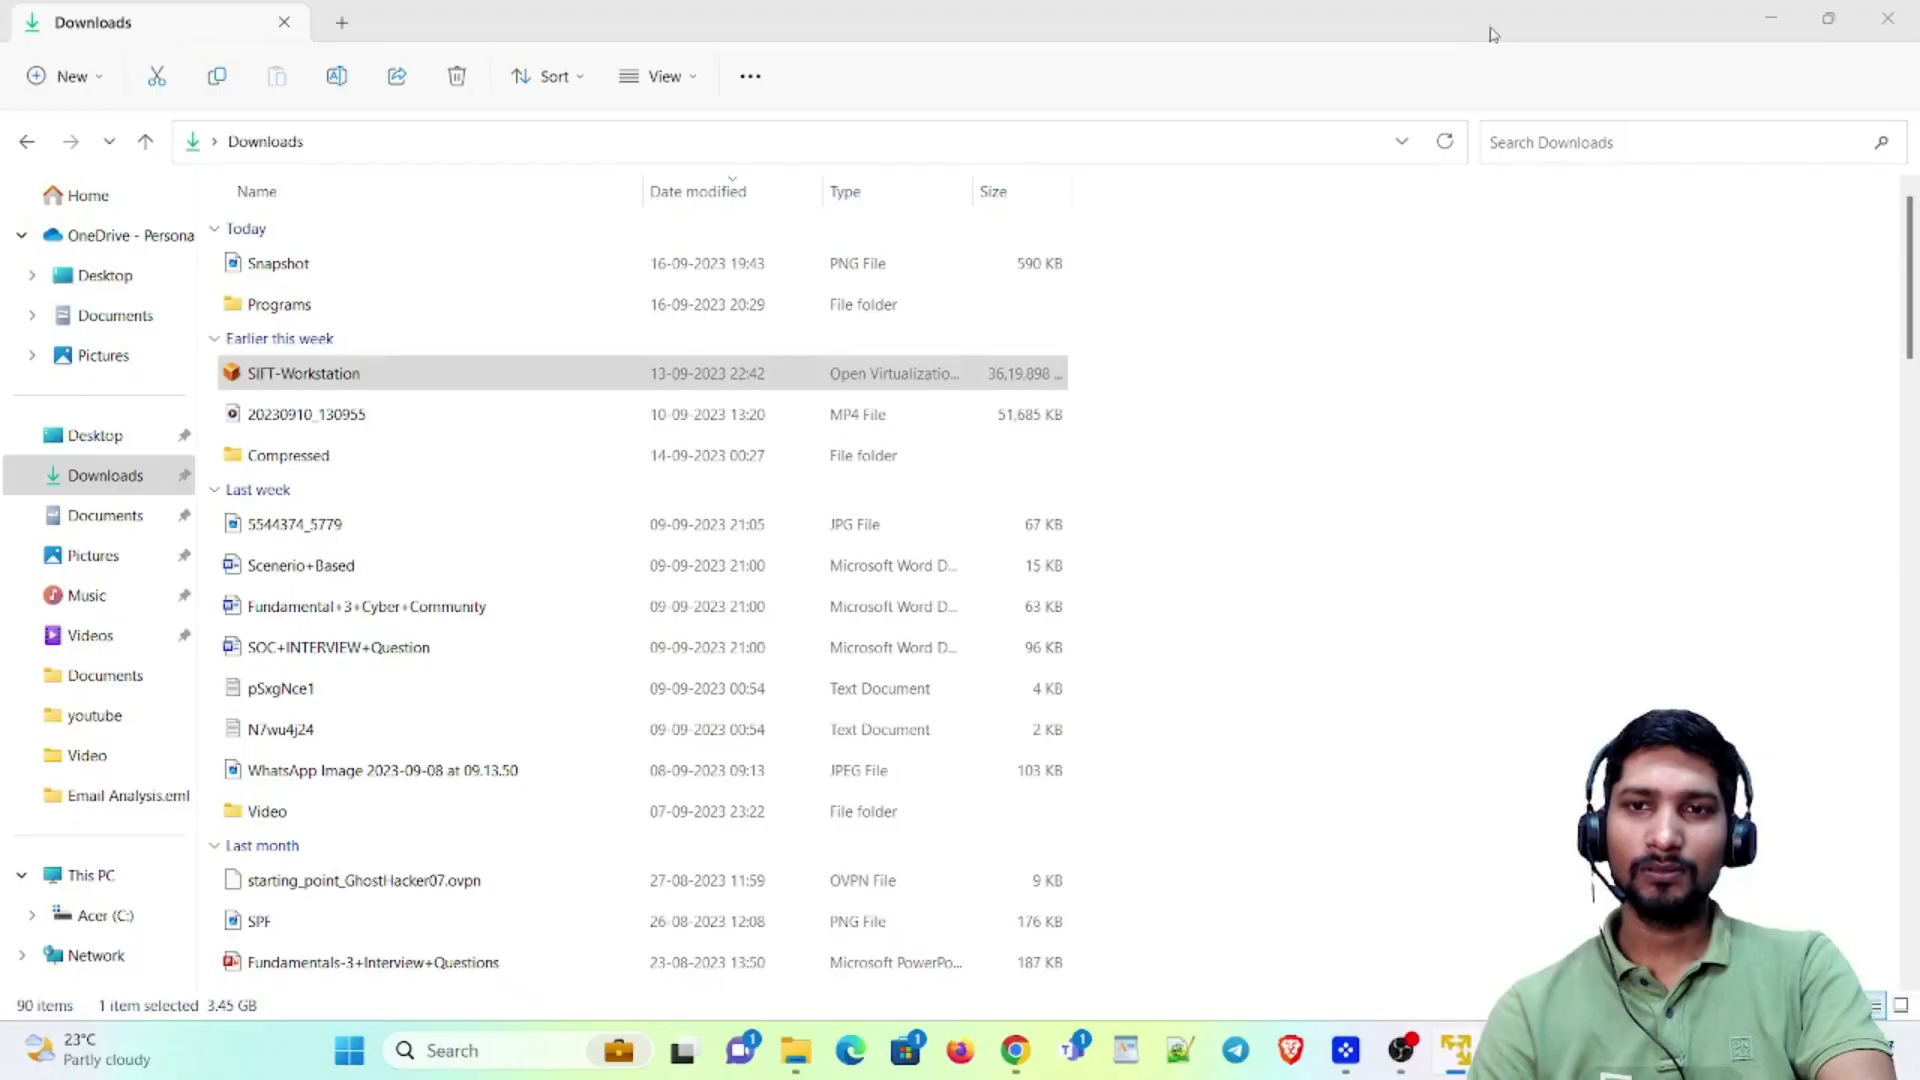 Downloads
New Sort View
Downloads Search Downloads
Name Date modified Type Size
Home
OneDrive - Persona
Desktop
Documents
Pictures
Desktop
Downloads
Documents
Pictures
Music
Videos
Documents
youtube
Video
Email Analysis.eml
This PC
Acer (C:)
Network
Today
Snapshot 16-09-2023 19:43 PNG File 590 KB
Programs 16-09-2023 20:29 File folder
Earlier this week
SIFT-Workstation 13-09-2023 22:42 Open Virtualizatio... 36,19,898 ...
20230910_130955 10-09-2023 13:20 MP4 File 51,685 KB
Compressed 14-09-2023 00:27 File folder
Last week
5544374_5779 09-09-2023 21:05 JPG File 67 KB
Scenerio+Based 09-09-2023 21:00 Microsoft Word D... 15 KB
Fundamental+3+Cyber+Community 09-09-2023 21:00 Microsoft Word D... 63 KB
SOC+INTERVIEW+Question 09-09-2023 21:00 Microsoft Word D... 96 KB
pSxgNce1 09-09-2023 00:54 Text Document 4 KB
N7wu4j24 09-09-2023 00:54 Text Document 2 KB
WhatsApp Image 2023-09-08 at 09.13.50 08-09-2023 09:13 JPEG File 103 KB
Video 07-09-2023 23:22 File folder
Last month
starting_point_GhostHacker07.ovpn 27-08-2023 11:59 OVPN File 9 KB
SPF 26-08-2023 12:08 PNG File 176 KB
Fundamentals-3+Interview+Questions 23-08-2023 13:50 Microsoft PowerPo... 187 KB
90 items 1 item selected 3.45 GB
23°C
Partly cloudy
Search
1
1
1